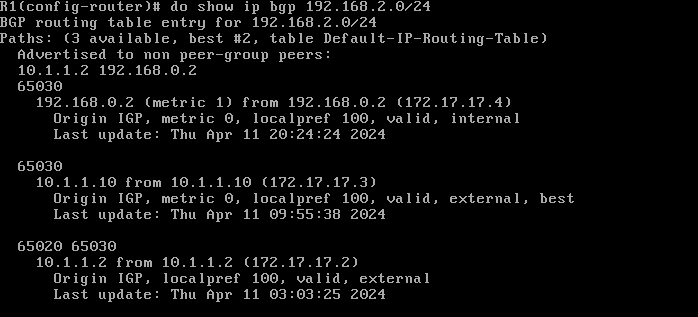 R1(config-router)# do show ip bgp 192.168.2.0/24
BGP routing table entry for 192.168.2.0/24
Paths: (3 available, best #2, table Default-IP-Routing-Table)
  Advertised to non peer-group peers:
  10.1.1.2 192.168.0.2
  65030
    192.168.0.2 (metric 1) from 192.168.0.2 (172.17.17.4)
      Origin IGP, metric 0, localpref 100, valid, internal
      Last update: Thu Apr 11 20:24:24 2024

  65030
    10.1.1.10 from 10.1.1.10 (172.17.17.3)
      Origin IGP, metric 0, localpref 100, valid, external, best
      Last update: Thu Apr 11 09:55:38 2024

  65020 65030
    10.1.1.2 from 10.1.1.2 (172.17.17.2)
      Origin IGP, localpref 100, valid, external
      Last update: Thu Apr 11 03:03:25 2024